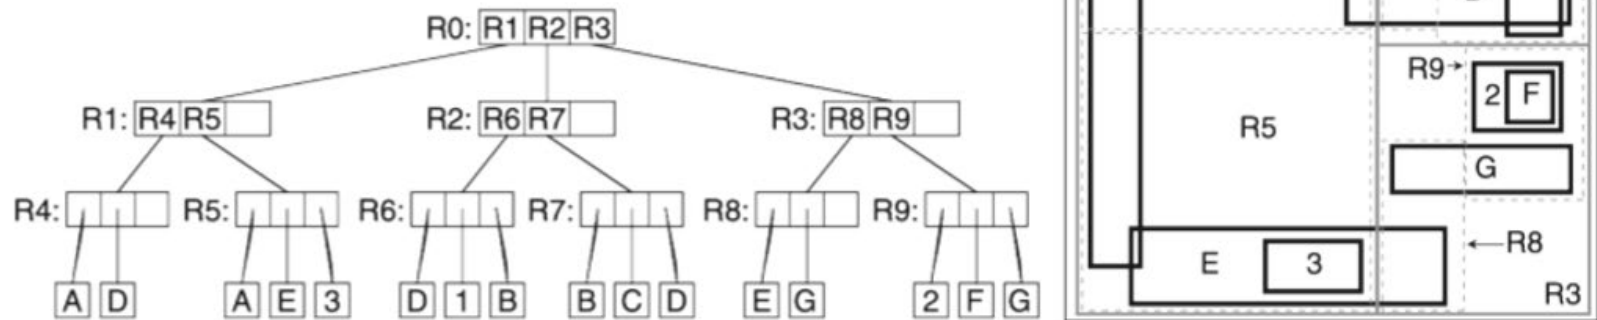 R0: R1 R2 R3
R1: R4 R5
R2: R6 R7
R3: R8 R9
R4:
R5:
R6:
R7:
R8:
R9:
A D
A E 3
D 1 B
B C D
E G
2 F G
R9
2 F
R5
G
R8
E 3
R3